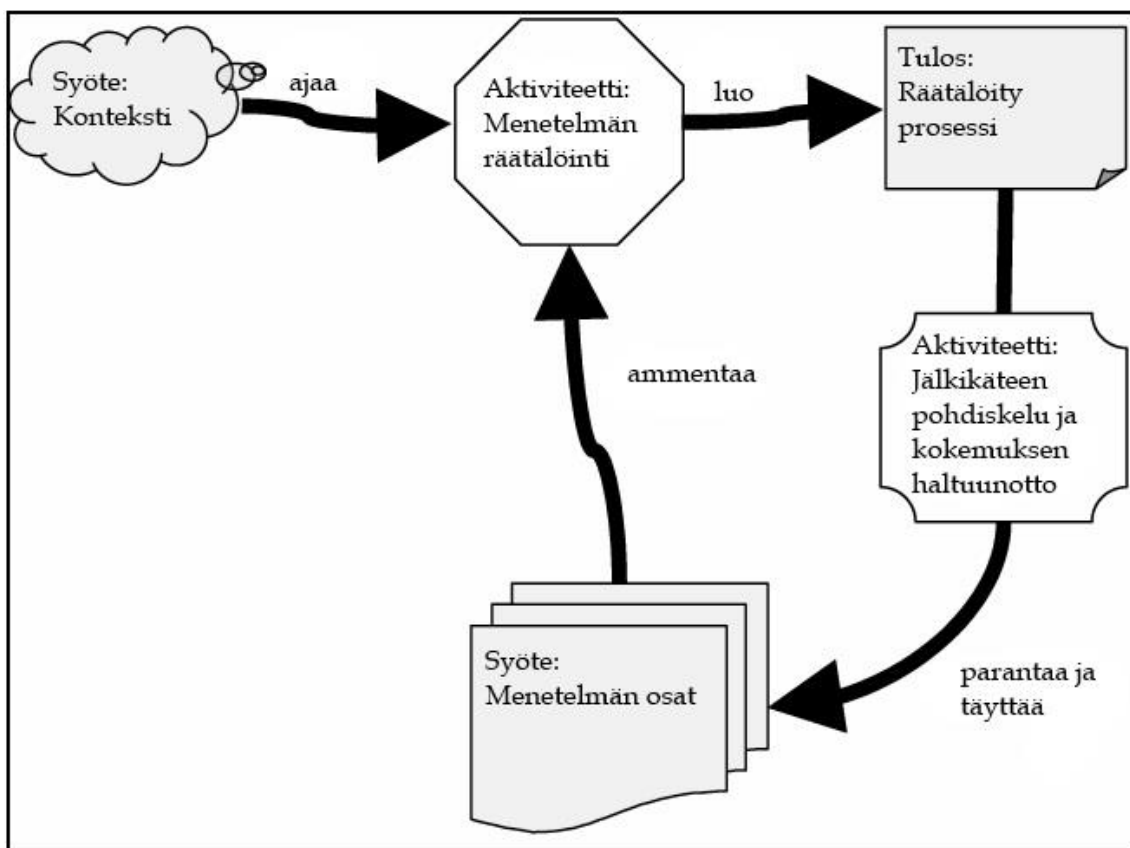 Syöte:
Konteksti
ajaa
Aktiviteetti:
Menetelmän
räätälöinti
luo
Tulos:
Räätälöity
prosessi
Aktiviteetti:
Jälkikäteen
pohdiskelu ja
kokemuksen
haltuunotto
ammentaa
Syöte:
Menetelmän osat
parantaa ja
täyttää